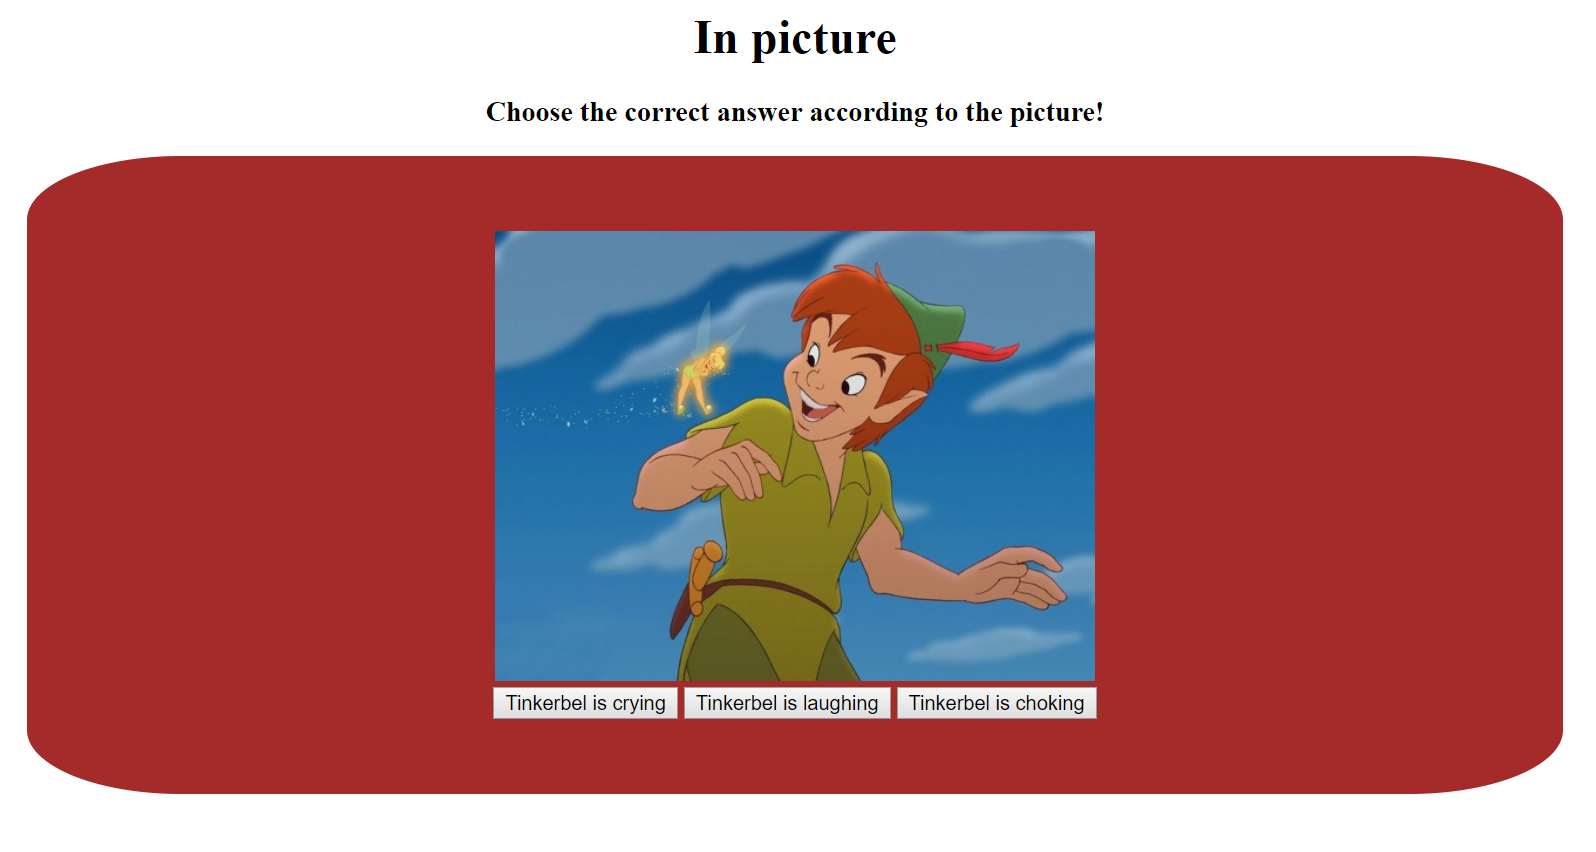 In picture
Choose the correct answer according to the picture!
Tinkerbel is crying
Tinkerbel is laughing
Tinkerbel is choking